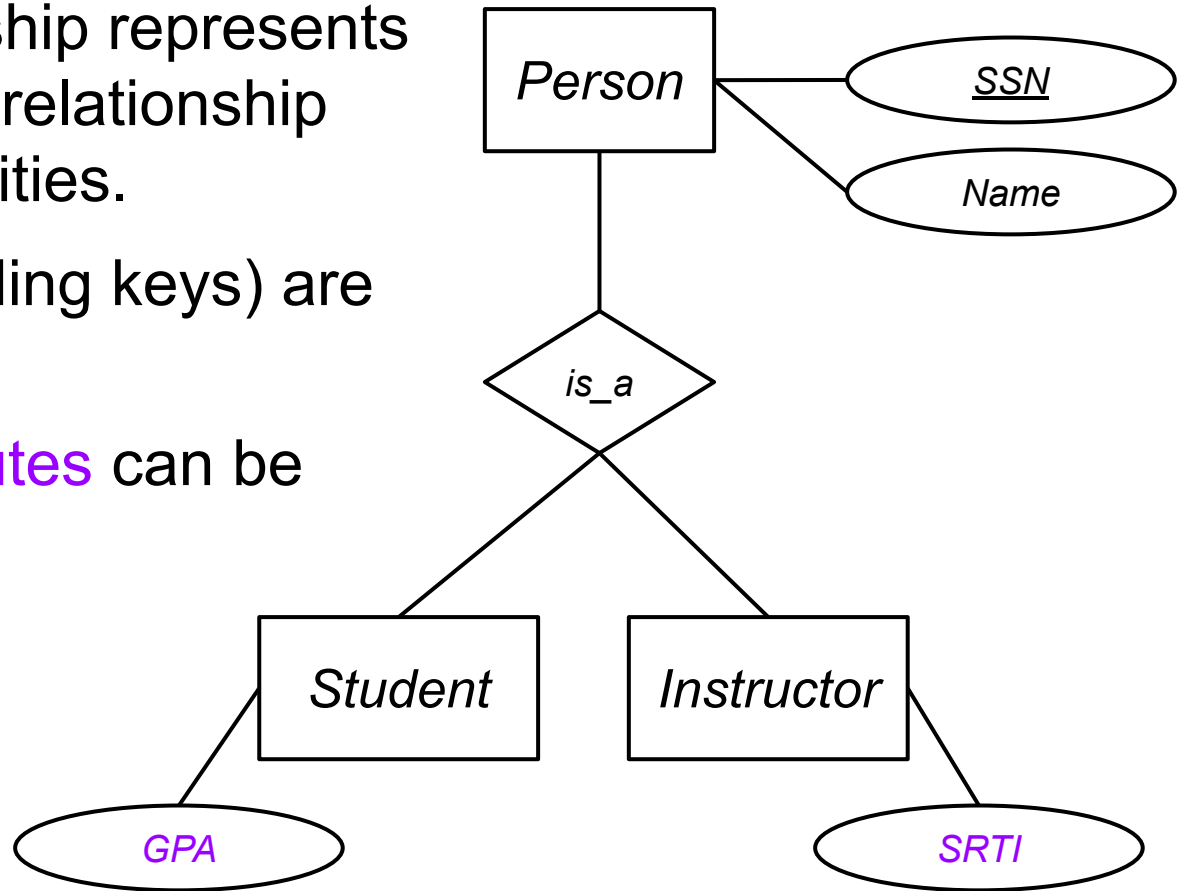 ship represents
relationship
ities.
ling keys) are
utes can be
Person
SSN
Name
is_a
Student
Instructor
GPA
SRTI